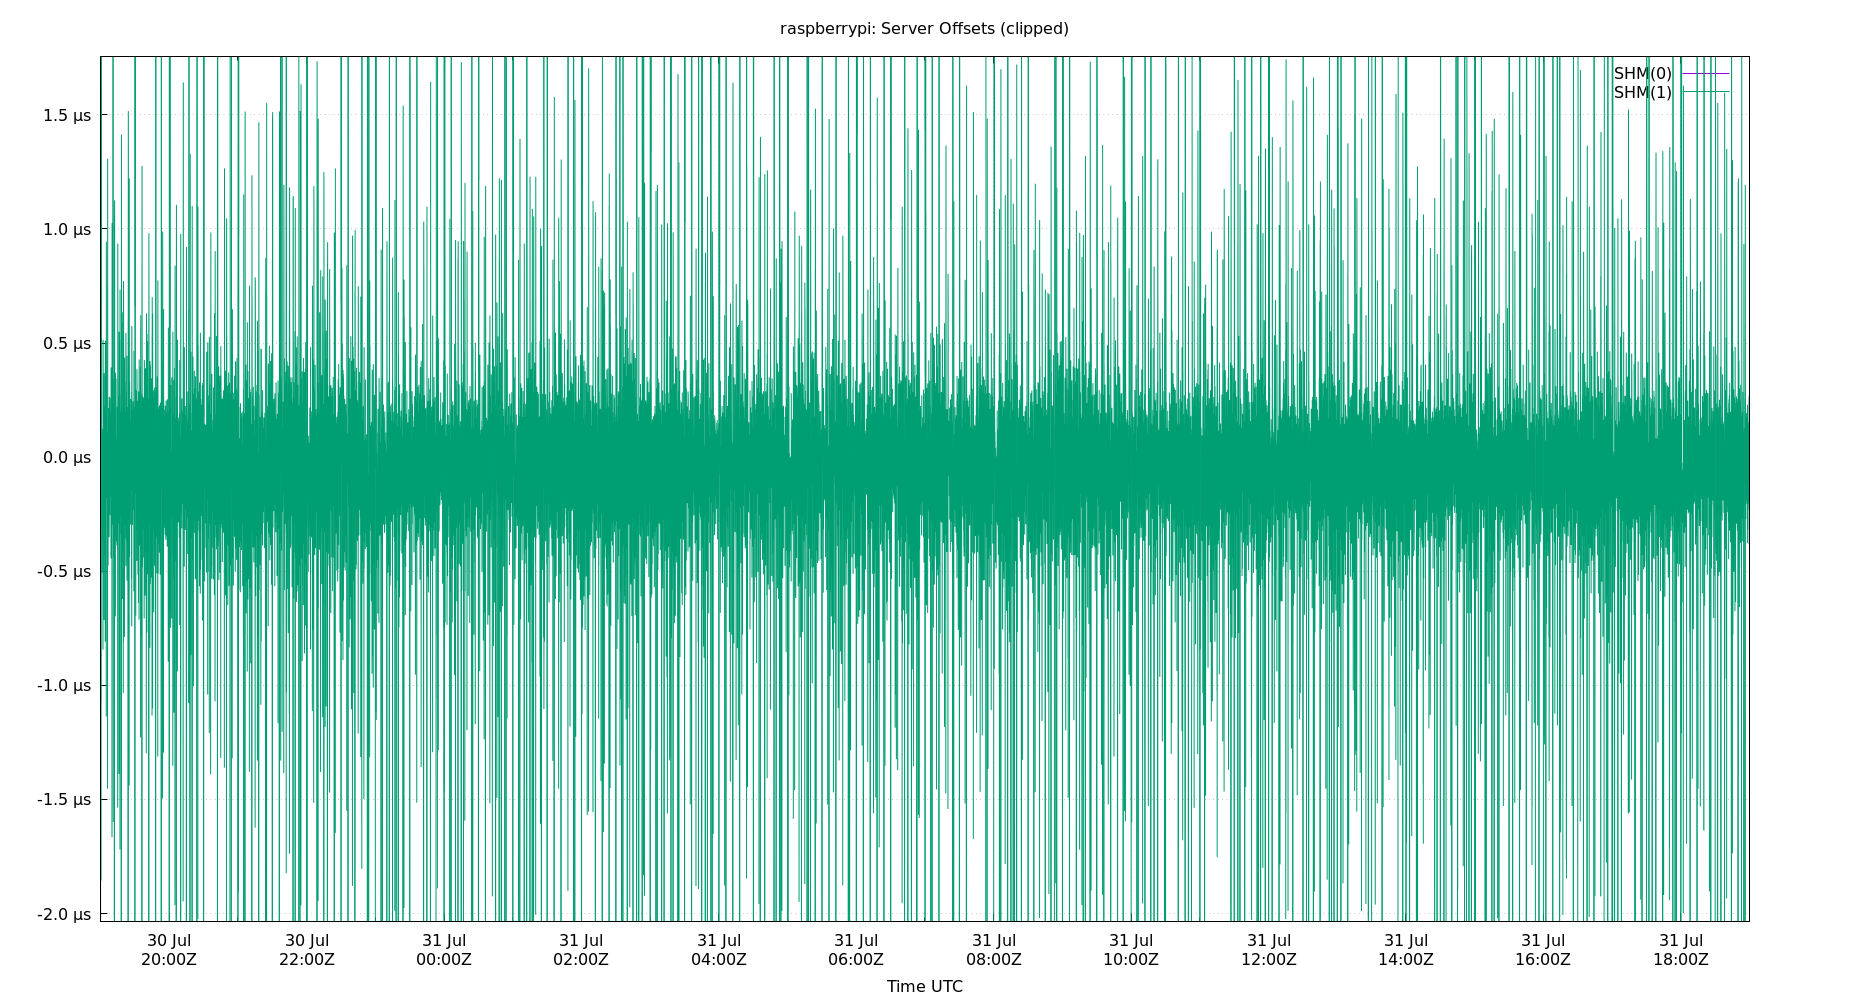 raspberrypi: Server Offsets (clipped)
SHM(0)
SHM(1)
1.5 µs
1.0 µs
0.5 µs
0.0 µs
-0.5 µs
-1.0 µs
-1.5 µs
-2.0 µs
30 Jul 30 Jul 31 Jul 31 Jul 31 Jul 31 Jul 31 Jul 31 Jul 31 Jul 31 Jul 31 Jul 31 Jul
20:00Z 22:00Z 00:00Z 02:00Z 04:00Z 06:00Z 08:00Z 10:00Z 12:00Z 14:00Z 16:00Z 18:00Z
Time UTC